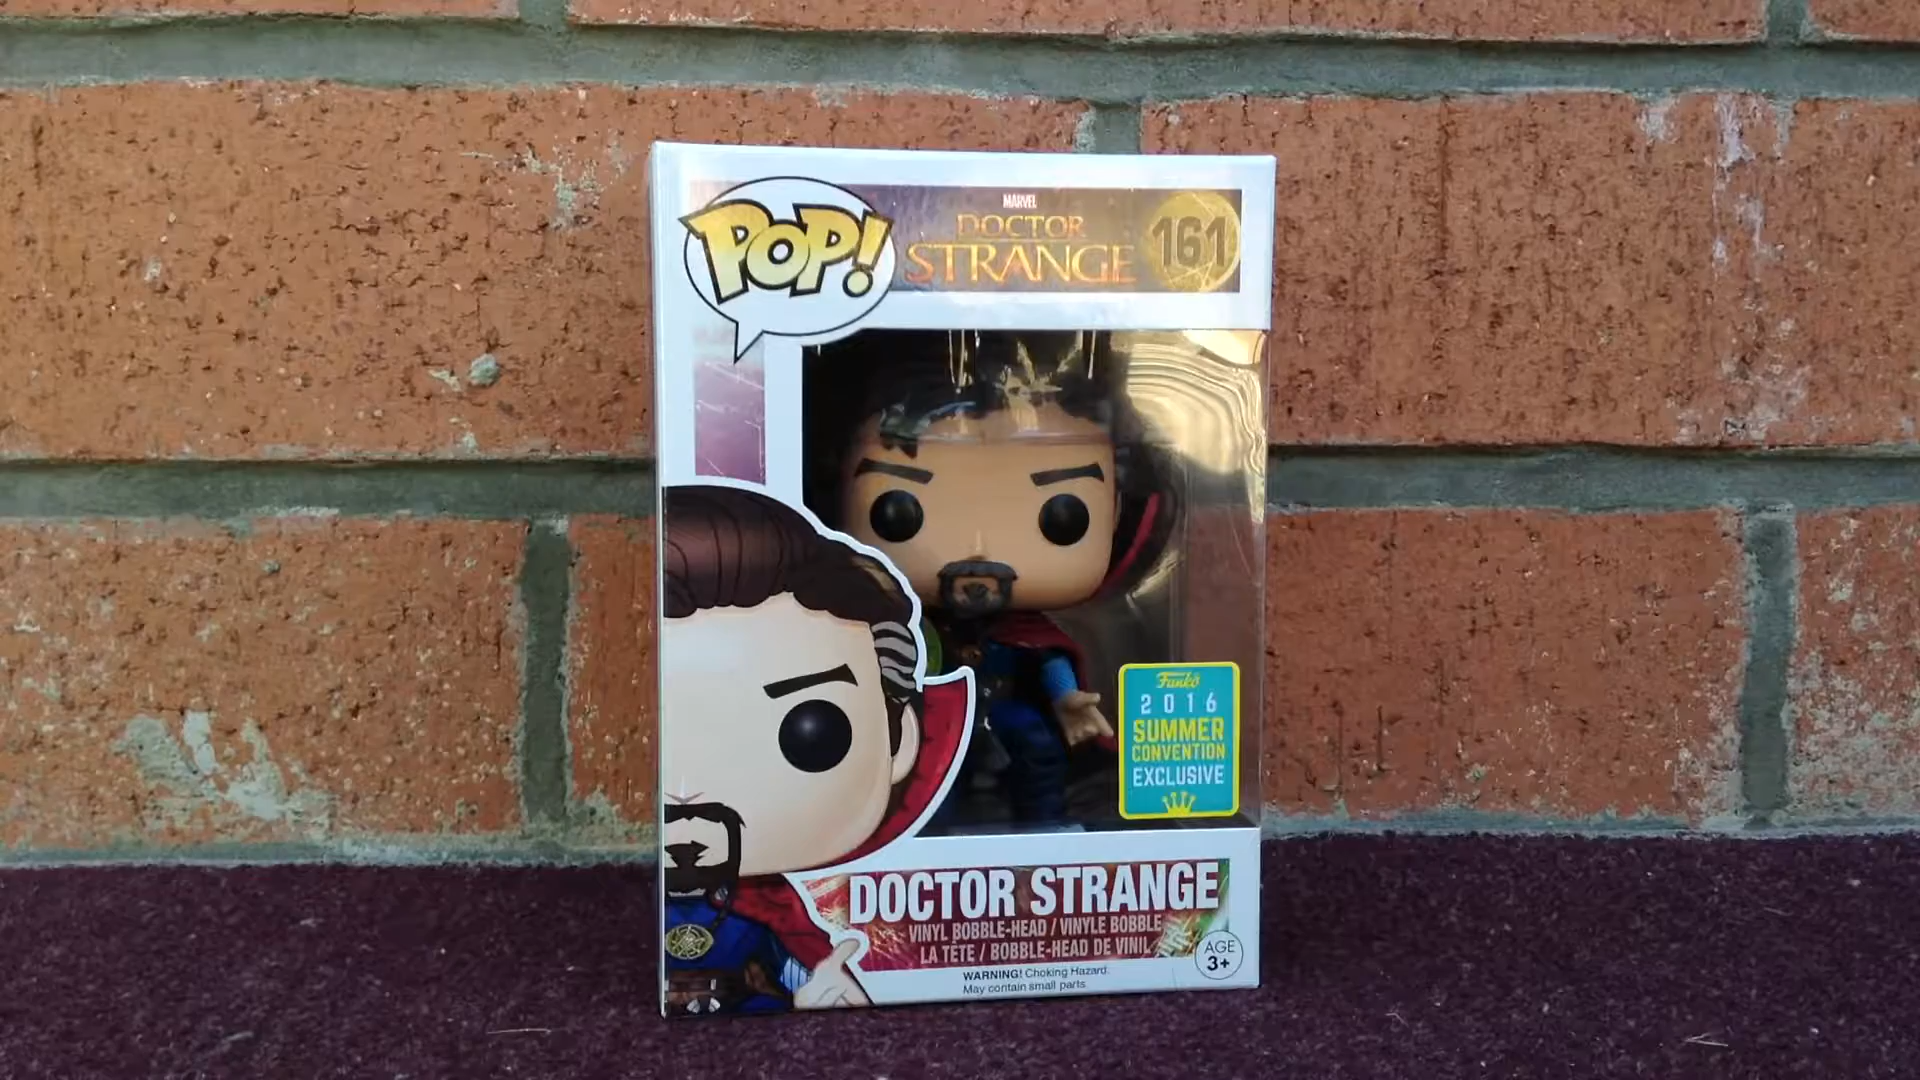 POP!
MARVEL
DOCTOR
STRANGE
161
Funko
2016
SUMMER
CONVENTION
EXCLUSIVE
DOCTOR STRANGE
VINYL BOBBLE-HEAD / VINYLE BOBBLE
LA TÊTE / BOBBLE-HEAD DE VINIL
AGE
3+
WARNING! Choking Hazard.
May contain small parts.